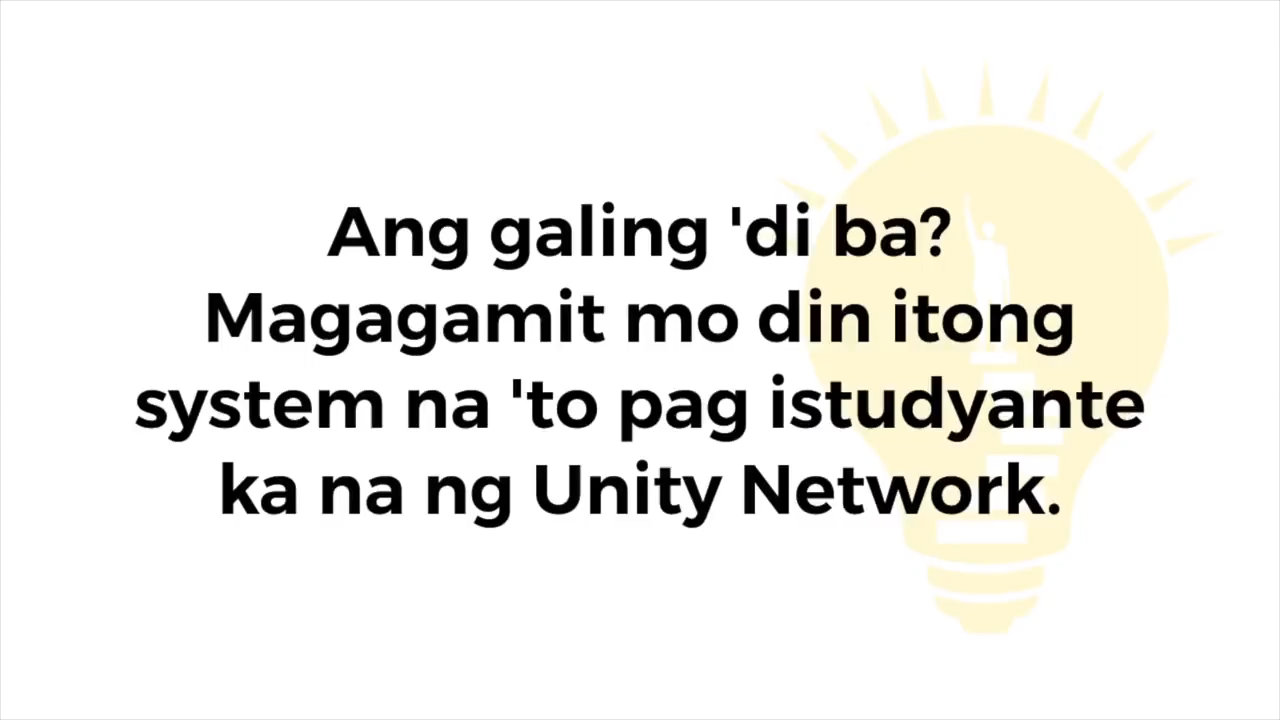 Ang galing 'di ba?
Magagamit mo din itong
system na 'to pag istudyante
ka na ng Unity Network.